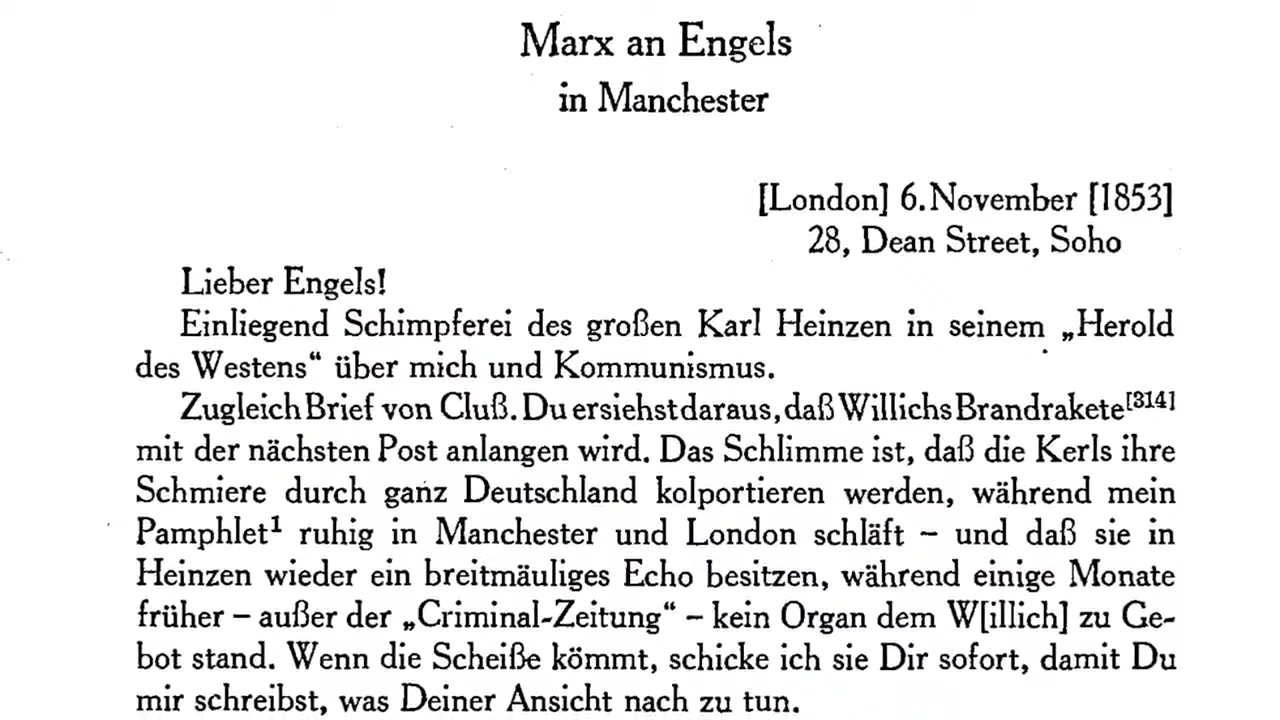 Marx an Engels
in Manchester
[London] 6. November [1853]
28, Dean Street, Soho
Lieber Engels!
Einliegend Schimpferei des großen Karl Heinzen in seinem „Herold
des Westens“ über mich und Kommunismus.
Zugleich Brief von Cluß. Du ersiehst daraus, daß Willichs Brandrakete[314]
mit der nächsten Post anlangen wird. Das Schlimme ist, daß die Kerls ihre
Schmiere durch ganz Deutschland kolportieren werden, während mein
Pamphlet¹ ruhig in Manchester und London schläft – und daß sie in
Heinzen wieder ein breitmäuliges Echo besitzen, während einige Monate
früher – außer der „Criminal-Zeitung“ – kein Organ dem W[illich] zu Ge-
bot stand. Wenn die Scheiße kömmt, schicke ich sie Dir sofort, damit Du
mir schreibst, was Deiner Ansicht nach zu tun.